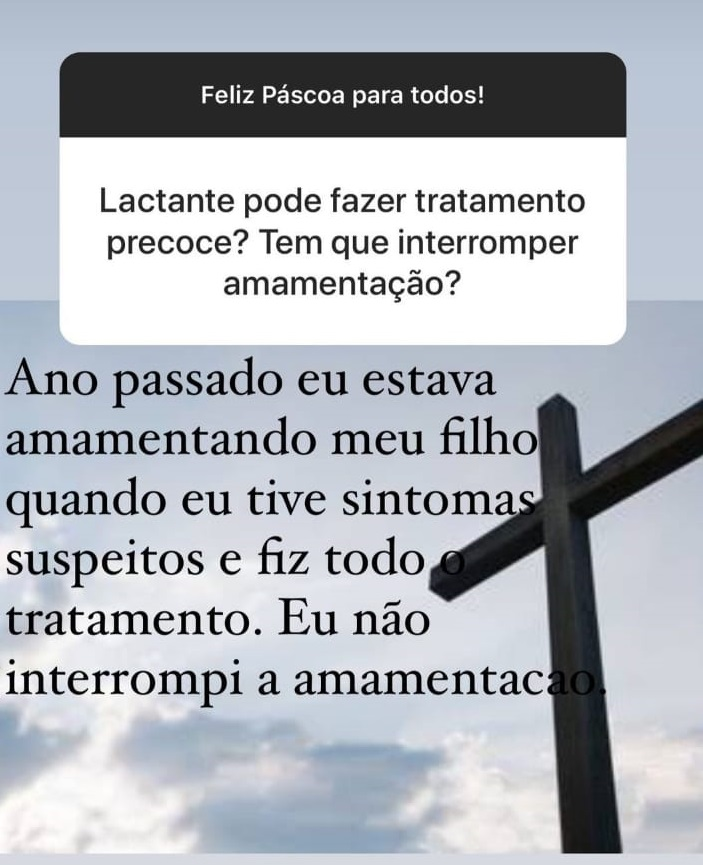 Feliz Páscoa para todos!
Lactante pode fazer tratamento
precoce? Tem que interromper
amamentação?
Ano passado eu estava
amamentando meu filho
quando eu tive sintomas
suspeitos e fiz todo o
tratamento. Eu não
interrompi a amamentacao.